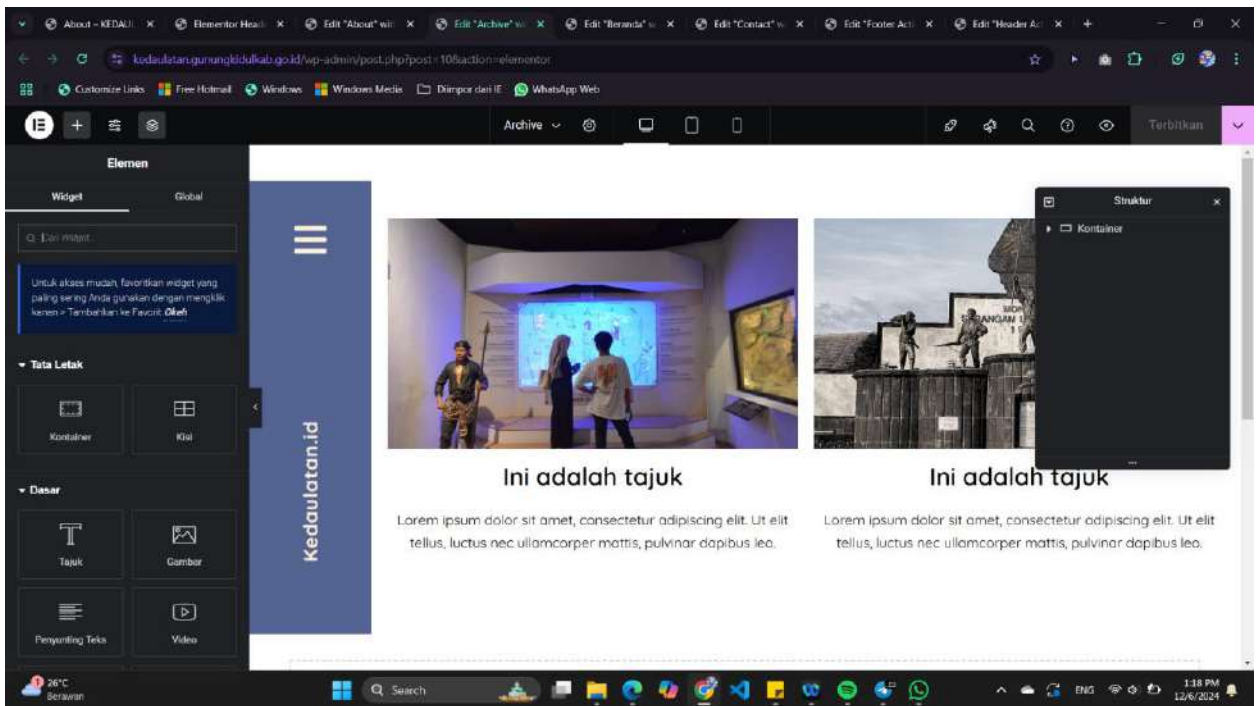 About – KEDAUL
Elementor Head
Edit "About" wit
Edit "Archive" wi
Edit "Beranda" w
Edit "Contact" w
Edit "Footer Acti
Edit "Header Ac
kedaulatan.gunungkidulkab.go.id/wp-admin/post.php?post=108action=elementor
Customize Links
Free Hotmail
Windows
Windows Media
Diimpor dari IE
WhatsApp Web
Archive
Terbitkan
Elemen
Widget
Global
Cari widget...
Untuk akses mudah, favoritkan widget yang
paling sering Anda gunakan dengan mengklik
kanan > Tambahkan ke Favorit. Okeh
Tata Letak
Kontainer
Kisi
Dasar
Tajuk
Gambar
Penyunting Teks
Video
Kedaulatan.id
Struktur
Kontainer
Ini adalah tajuk
Lorem ipsum dolor sit amet, consectetur adipiscing elit. Ut elit
tellus, luctus nec ullamcorper mattis, pulvinar dapibus leo.
Ini adalah tajuk
Lorem ipsum dolor sit amet, consectetur adipiscing elit. Ut elit
tellus, luctus nec ullamcorper mattis, pulvinar dapibus leo.
1
26°C
Berawan
Search
ENG
1:18 PM
12/6/2024